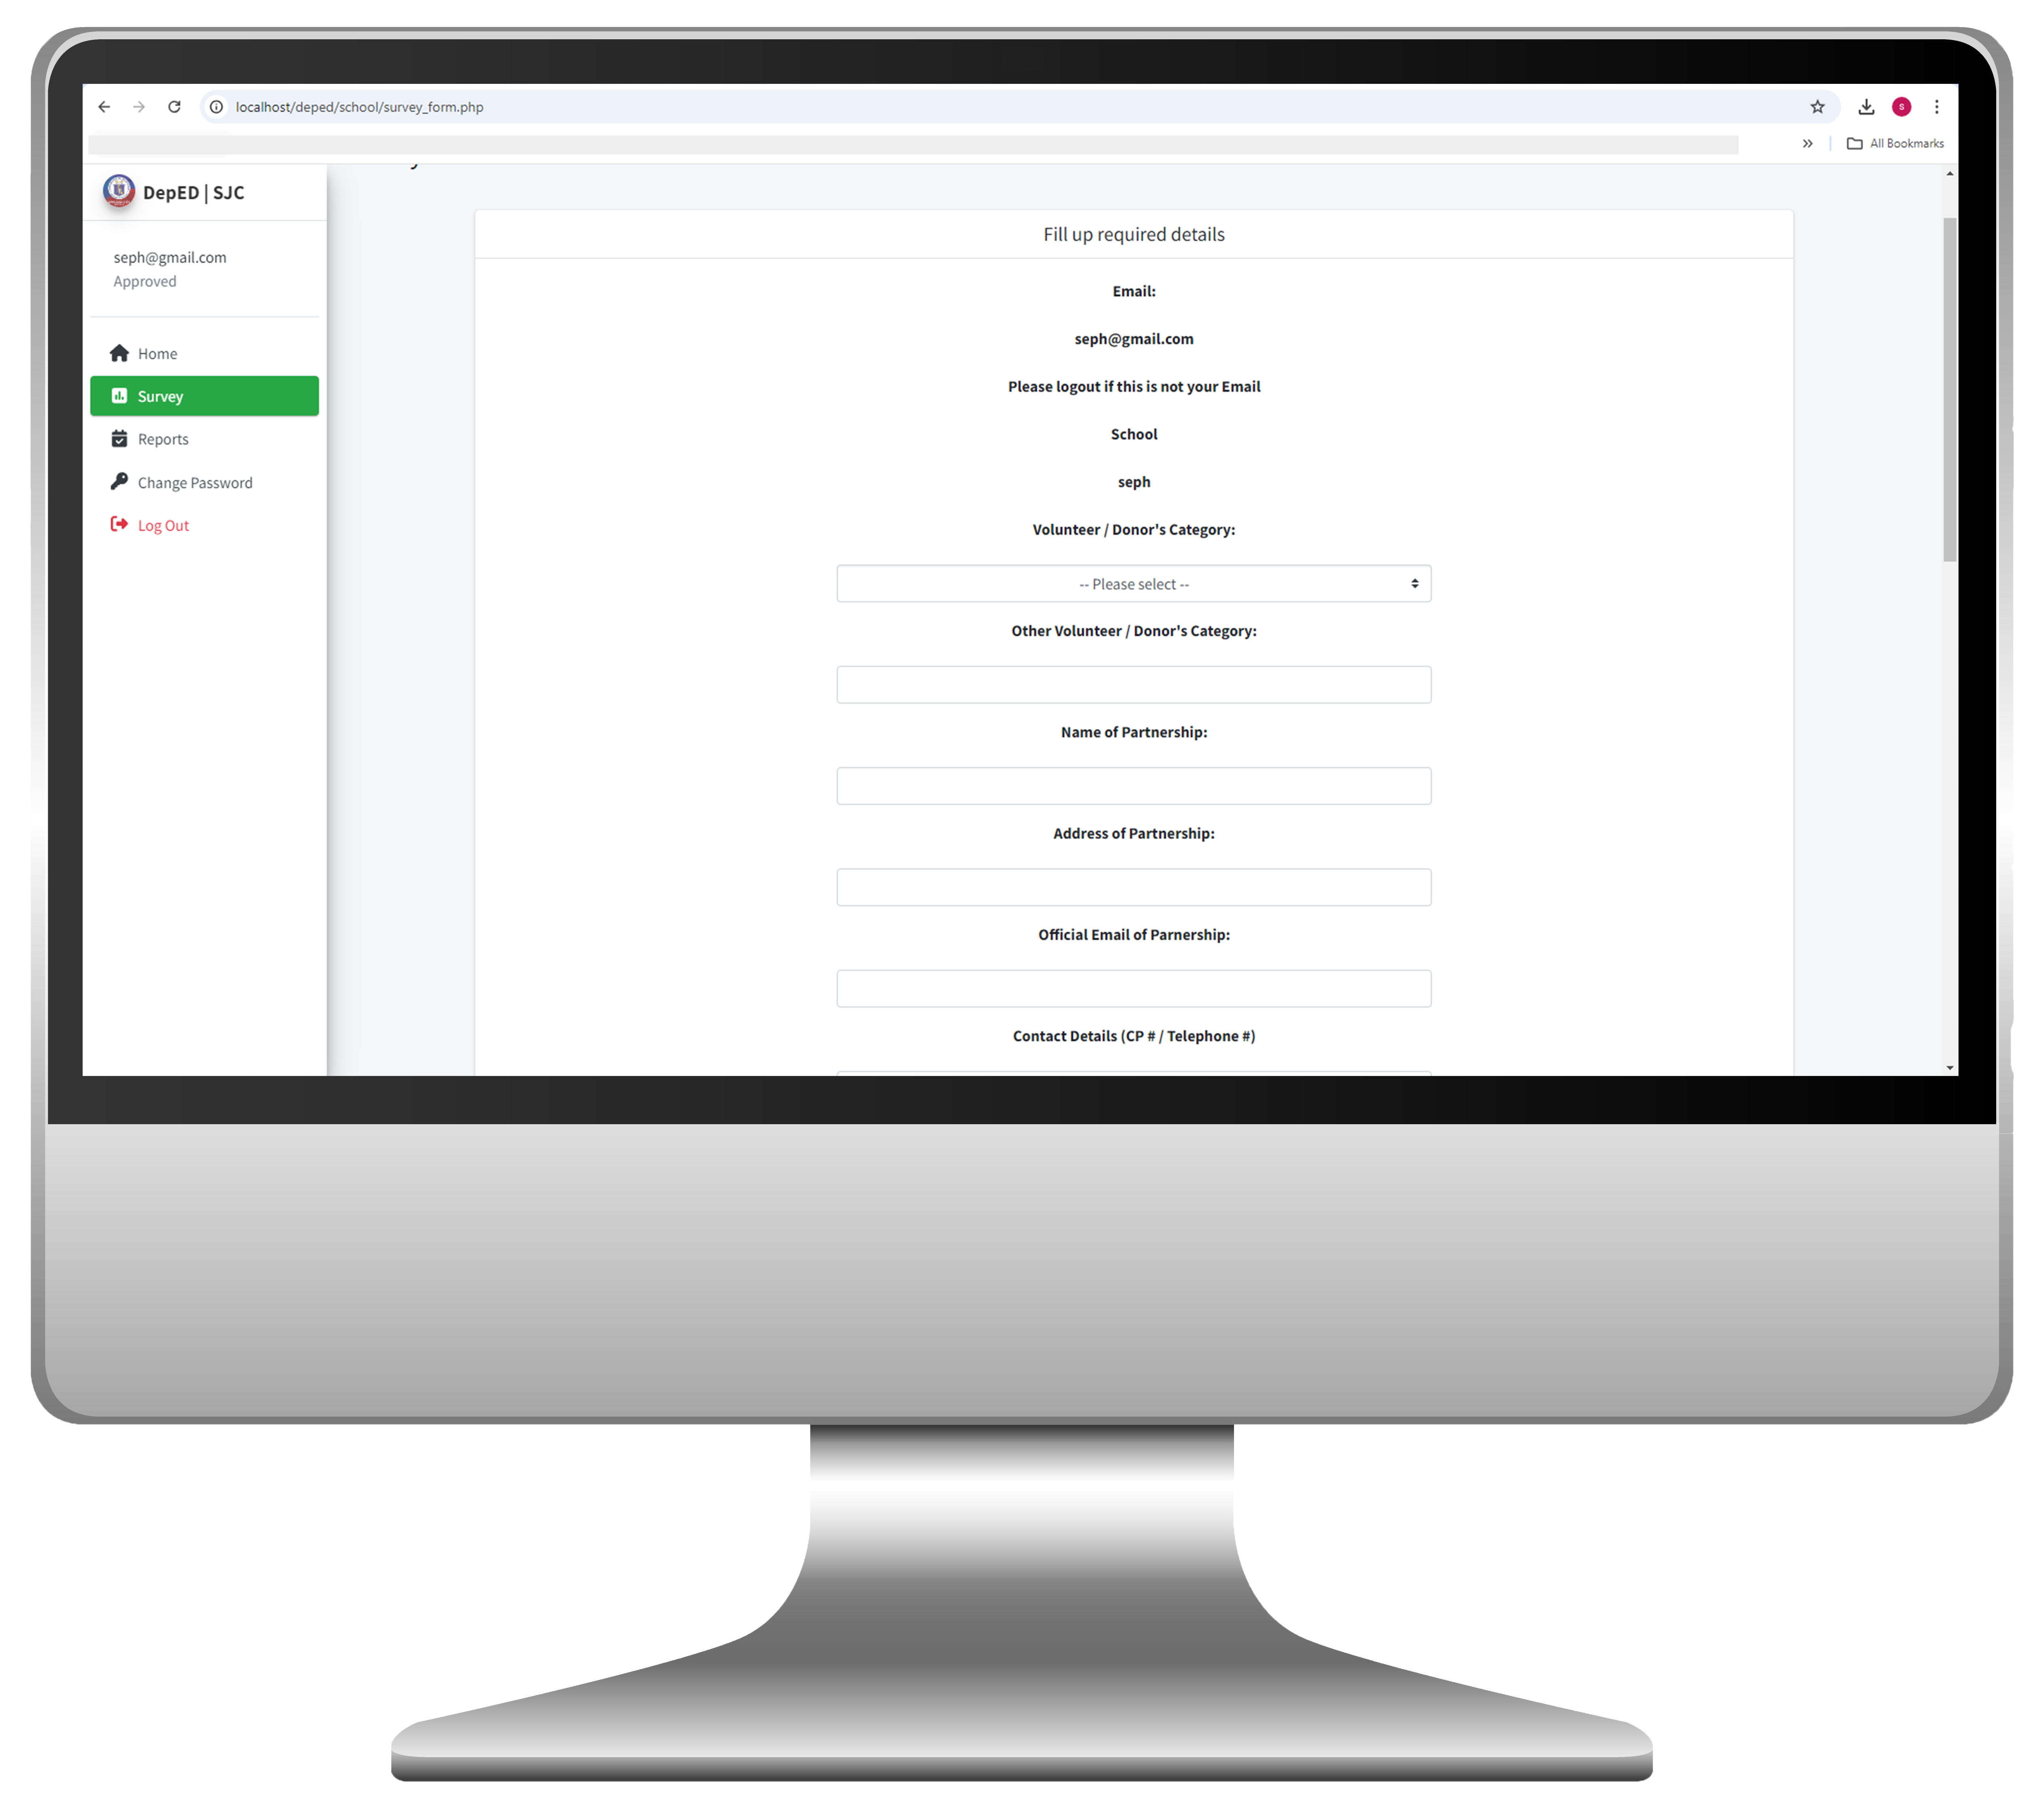 localhost/deped/school/survey_form.php
S
All Bookmarks
DepED | SJC
seph@gmail.com
Approved
Home
Survey
Reports
Change Password
Log Out
Fill up required details
Email:
seph@gmail.com
Please logout if this is not your Email
School
seph
Volunteer / Donor's Category:
-- Please select --
Other Volunteer / Donor's Category:
Name of Partnership:
Address of Partnership:
Official Email of Parnership:
Contact Details (CP # / Telephone #)